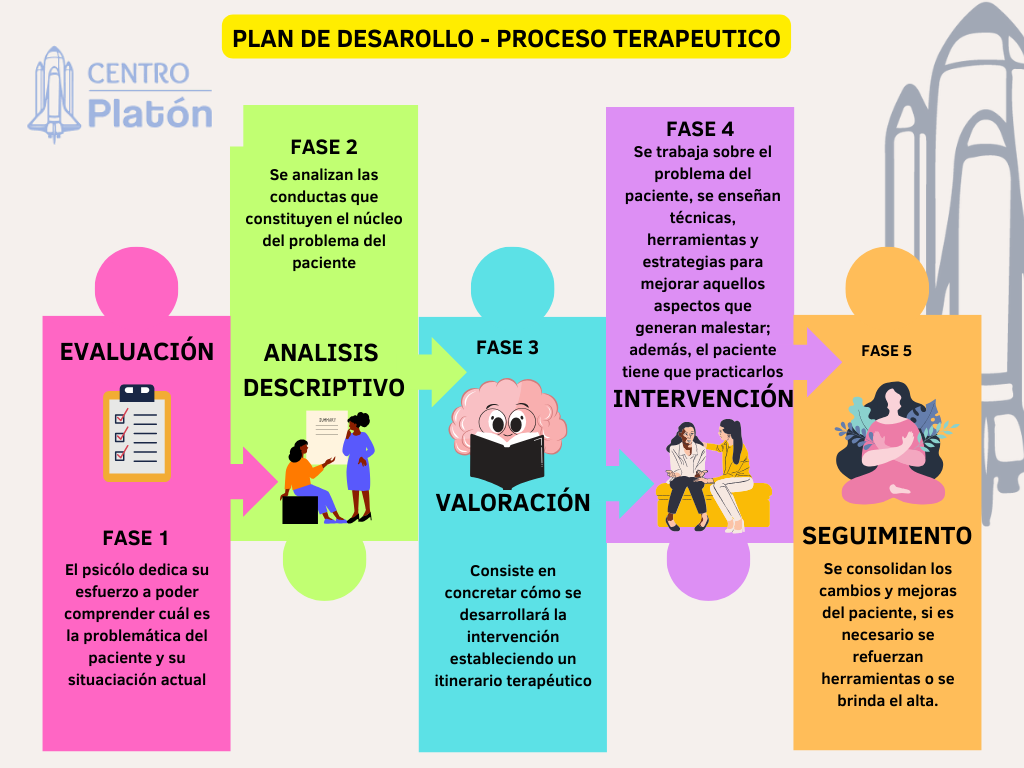 PLAN DE DESAROLLO - PROCESO TERAPEUTICO
CENTRO
Platón
EVALUACIÓN
FASE 1
El psicólo dedica su
esfuerzo a poder
comprender cuál es
la problemática del
paciente y su
situaciación actual
FASE 2
Se analizan las
conductas que
constituyen el núcleo
del problema del
paciente
ANALISIS
DESCRIPTIVO
SUMMARY
FASE 3
VALORACIÓN
Consiste en
concretar cómo se
desarrollará la
intervención
estableciendo un
itinerario terapéutico
FASE 4
Se trabaja sobre el
problema del
paciente, se enseñan
técnicas,
herramientas y
estrategias para
mejorar aquellos
aspectos que
generan malestar;
además, el paciente
tiene que practicarlos
INTERVENCIÓN
FASE 5
SEGUIMIENTO
Se consolidan los
cambios y mejoras
del paciente, si es
necesario se
refuerzan
herramientas o se
brinda el alta.